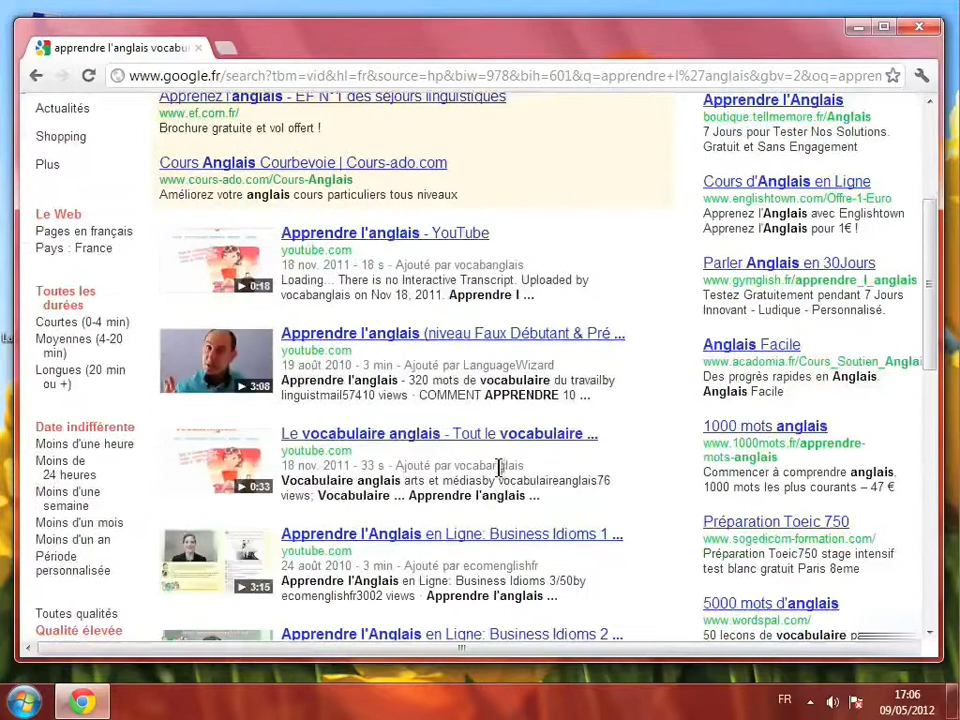 apprendre l'anglais vocabu
www.google.fr/search?tbm=vid&hl=fr&source=hp&biw=978&bih=601&q=apprendre+l%27anglais&gbv=2&oq=appren
Actualités
Shopping
Plus
Le Web
Pages en français
Pays : France
Toutes les
durées
Courtes (0-4 min)
Moyennes (4-20
min)
Longues (20 min
ou +)
Date indifférente
Moins d'une heure
Moins de
24 heures
Moins d'une
semaine
Moins d'un mois
Moins d'un an
Période
personnalisée
Toutes qualités
Qualité élevée
Apprenez l'anglais - EF N°1 des séjours linguistiques
www.ef.com.fr/
Brochure gratuite et vol offert !
Cours Anglais Courbevoie | Cours-ado.com
www.cours-ado.com/Cours-Anglais
Améliorez votre anglais cours particuliers tous niveaux
Apprendre l'anglais - YouTube
youtube.com
18 nov. 2011 - 18 s - Ajouté par vocabanglais
Loading... There is no Interactive Transcript. Uploaded by
vocabanglais on Nov 18, 2011. Apprendre l ...
0:18
Apprendre l'anglais (niveau Faux Débutant & Pré ...
youtube.com
19 août 2010 - 3 min - Ajouté par LanguageWizard
Apprendre l'anglais - 320 mots de vocabulaire du travailby
linguistmail57410 views · COMMENT APPRENDRE 10 ...
3:08
Le vocabulaire anglais - Tout le vocabulaire ...
youtube.com
18 nov. 2011 - 33 s - Ajouté par vocabanglais
Vocabulaire anglais arts et médiasby vocabulaireanglais76
views; Vocabulaire ... Apprendre l'anglais ...
0:33
Apprendre l'Anglais en Ligne: Business Idioms 1 ...
youtube.com
24 août 2010 - 3 min - Ajouté par ecomenglishfr
Apprendre l'Anglais en Ligne: Business Idioms 3/50by
ecomenglishfr3002 views · Apprendre l'anglais ...
3:15
Apprendre l'Anglais en Ligne: Business Idioms 2 ...
Apprendre l'Anglais
boutique.tellmemore.fr/Anglais
7 Jours pour Tester Nos Solutions.
Gratuit et Sans Engagement
Cours d'Anglais en Ligne
www.englishtown.com/Offre-1-Euro
Apprenez l'Anglais avec Englishtown
Apprenez l'Anglais pour 1€ !
Parler Anglais en 30Jours
www.gymglish.fr/apprendre_l_anglais
Testez Gratuitement pendant 7 Jours
Innovant - Ludique - Personnalisé.
Anglais Facile
www.acadomia.fr/Cours_Soutien_Anglai
Des progrès rapides en Anglais.
Anglais Facile
1000 mots anglais
www.1000mots.fr/apprendre-
mots-anglais
Commencer à comprendre anglais.
1000 mots les plus courants – 47 €
Préparation Toeic 750
www.sogedicom-formation.com/
Préparation Toeic750 stage intensif
test blanc gratuit Paris 8eme
5000 mots d'anglais
www.wordspal.com/
50 leçons de vocabulaire pa
FR
17:06
09/05/2012